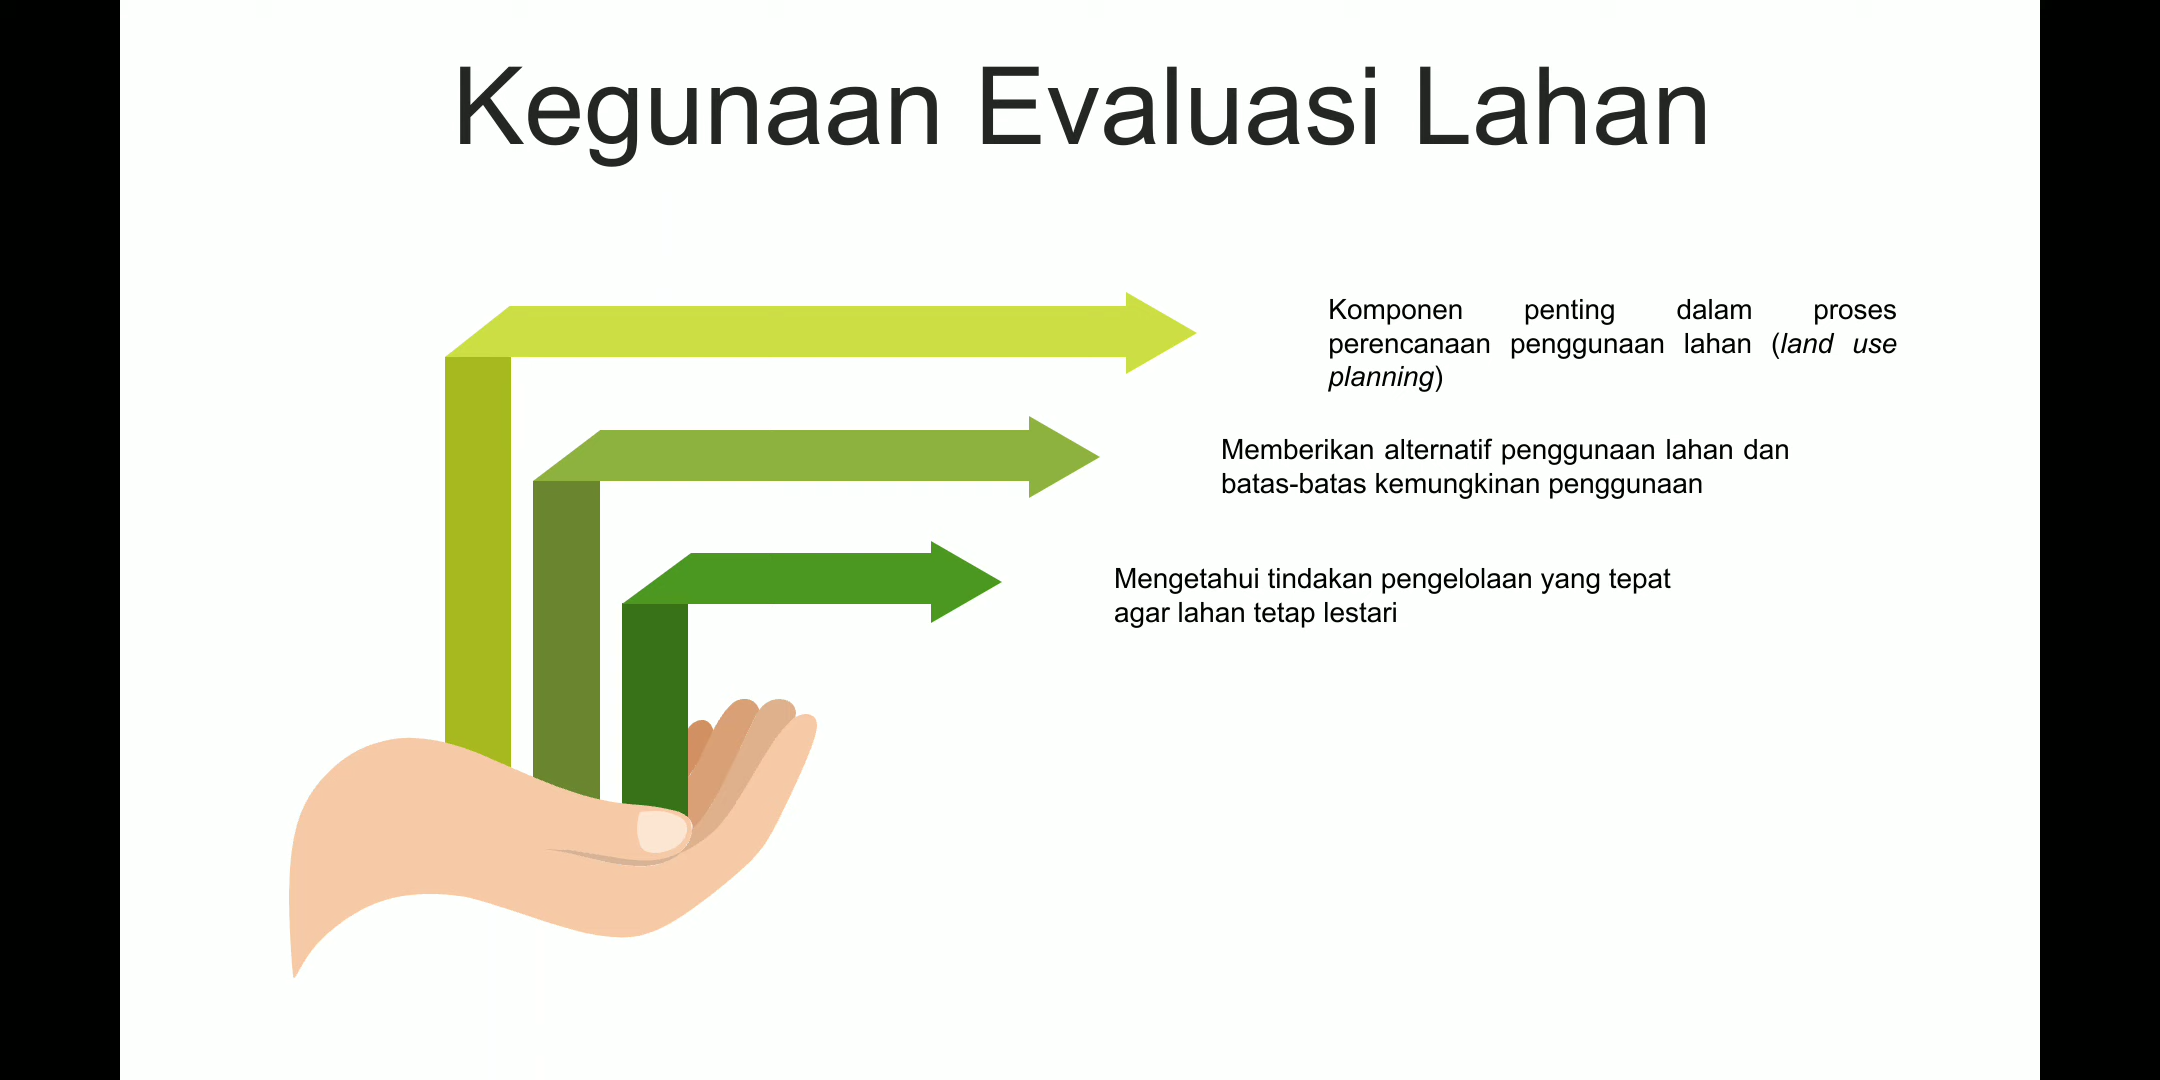 Kegunaan Evaluasi Lahan
Komponen penting dalam proses
perencanaan penggunaan lahan (land use
planning)
Memberikan alternatif penggunaan lahan dan
batas-batas kemungkinan penggunaan
Mengetahui tindakan pengelolaan yang tepat
agar lahan tetap lestari